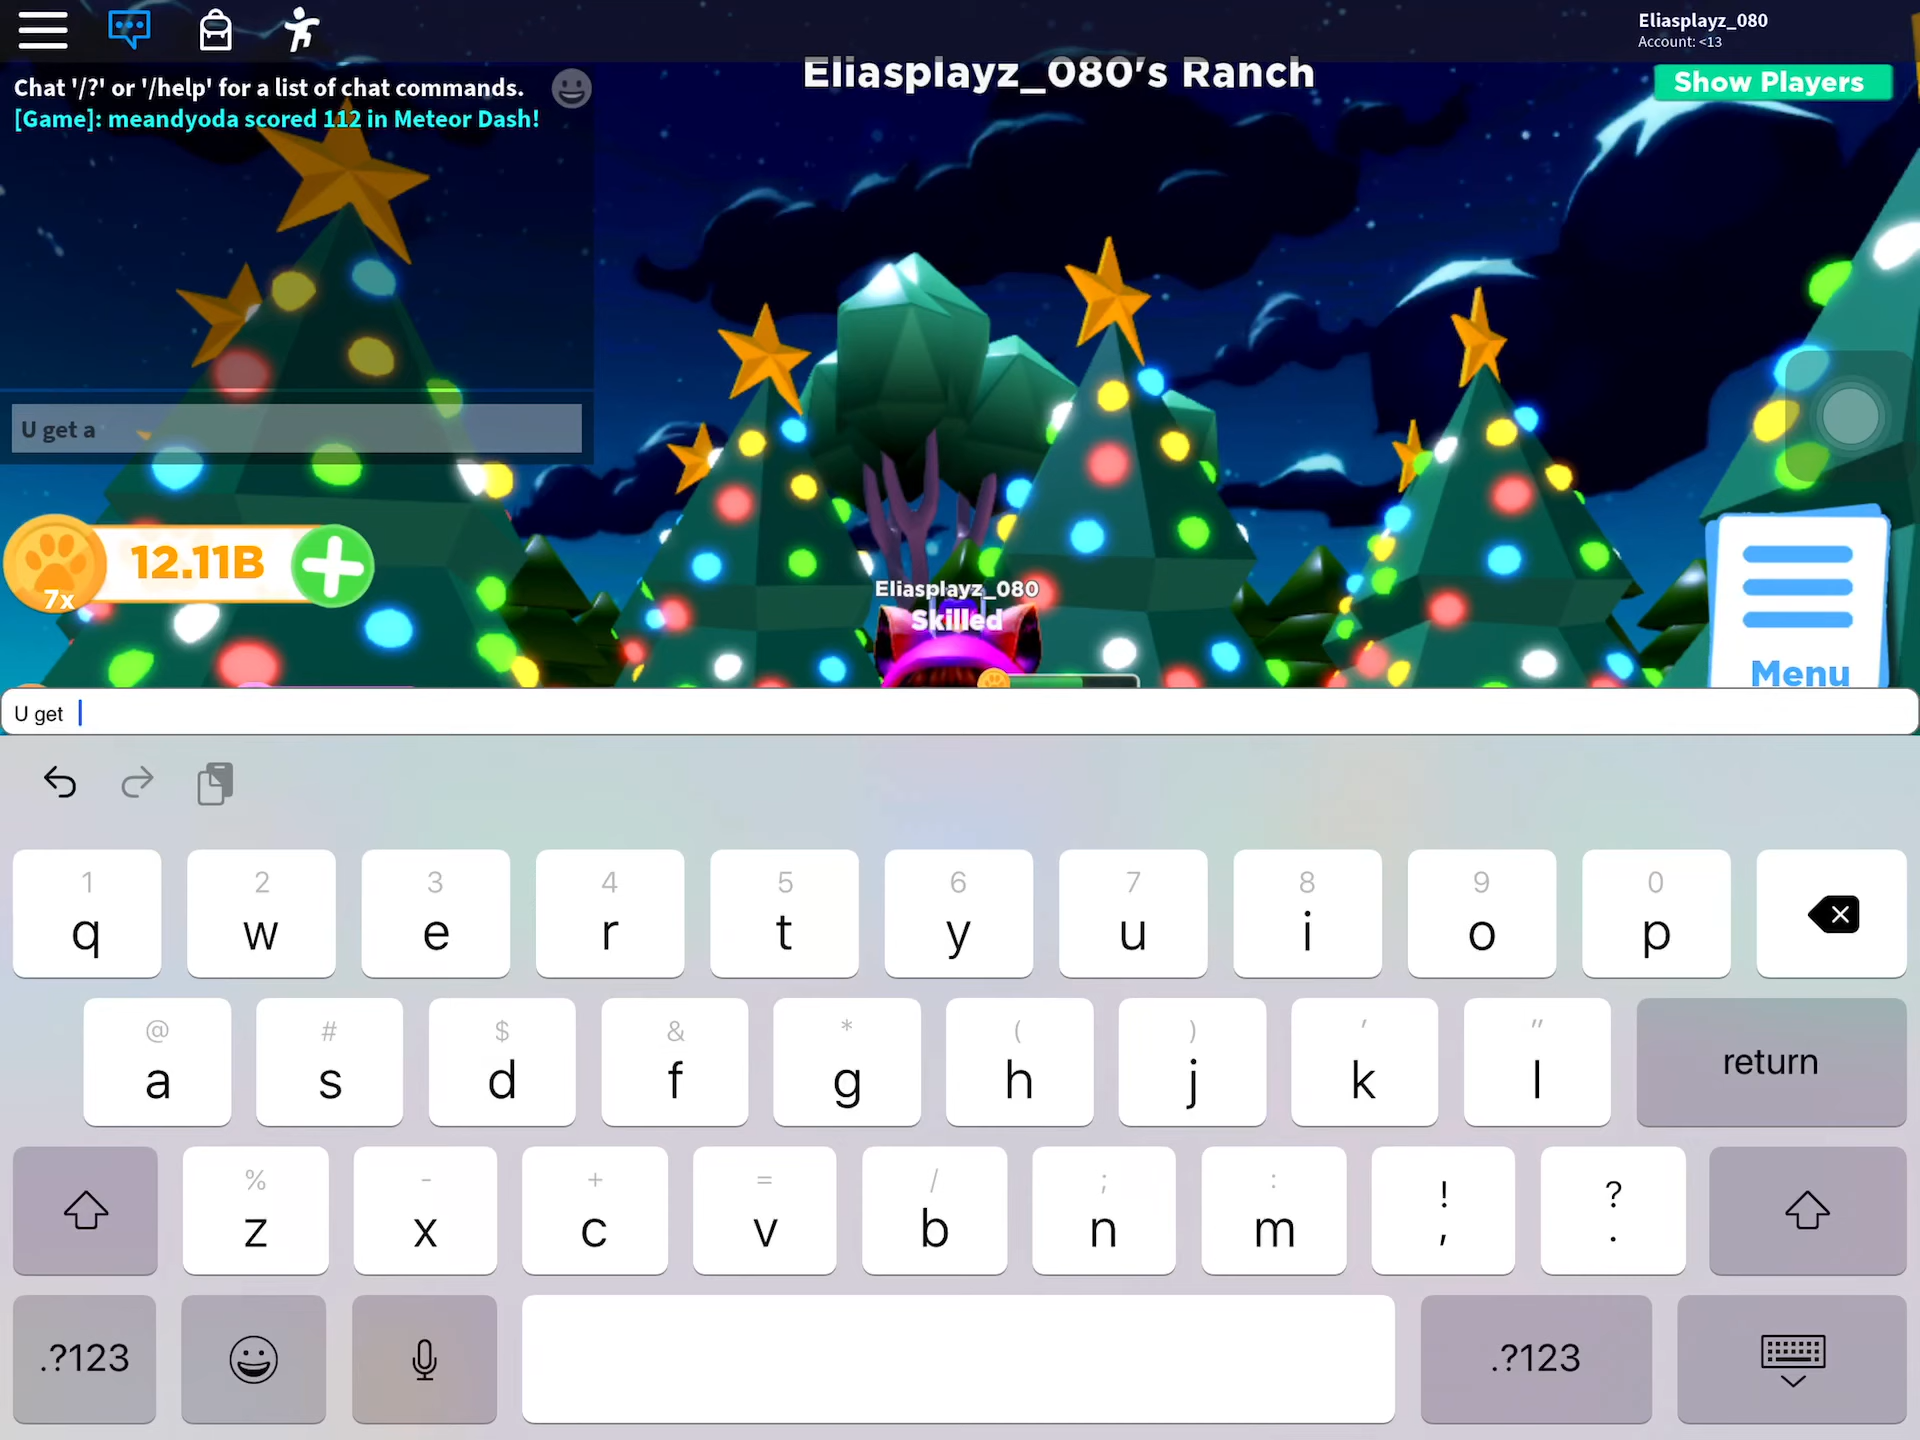 Eliasplayz_080
Account: <13
Chat '/?' or '/help' for a list of chat commands.
[Game]: meandyoda scored 112 in Meteor Dash!
Eliasplayz_080's Ranch
Show Players
U get a
12.11B
7x
Eliasplayz_080
Skilled
Menu
U get
1 2 3 4 5 6 7 8 9 0
q w e r t y u i o p
@ # $ & * ( ) ' "
a s d f g h j k l return
% - + = / ; : ! ?
z x c v b n m , .
.?123 .?123